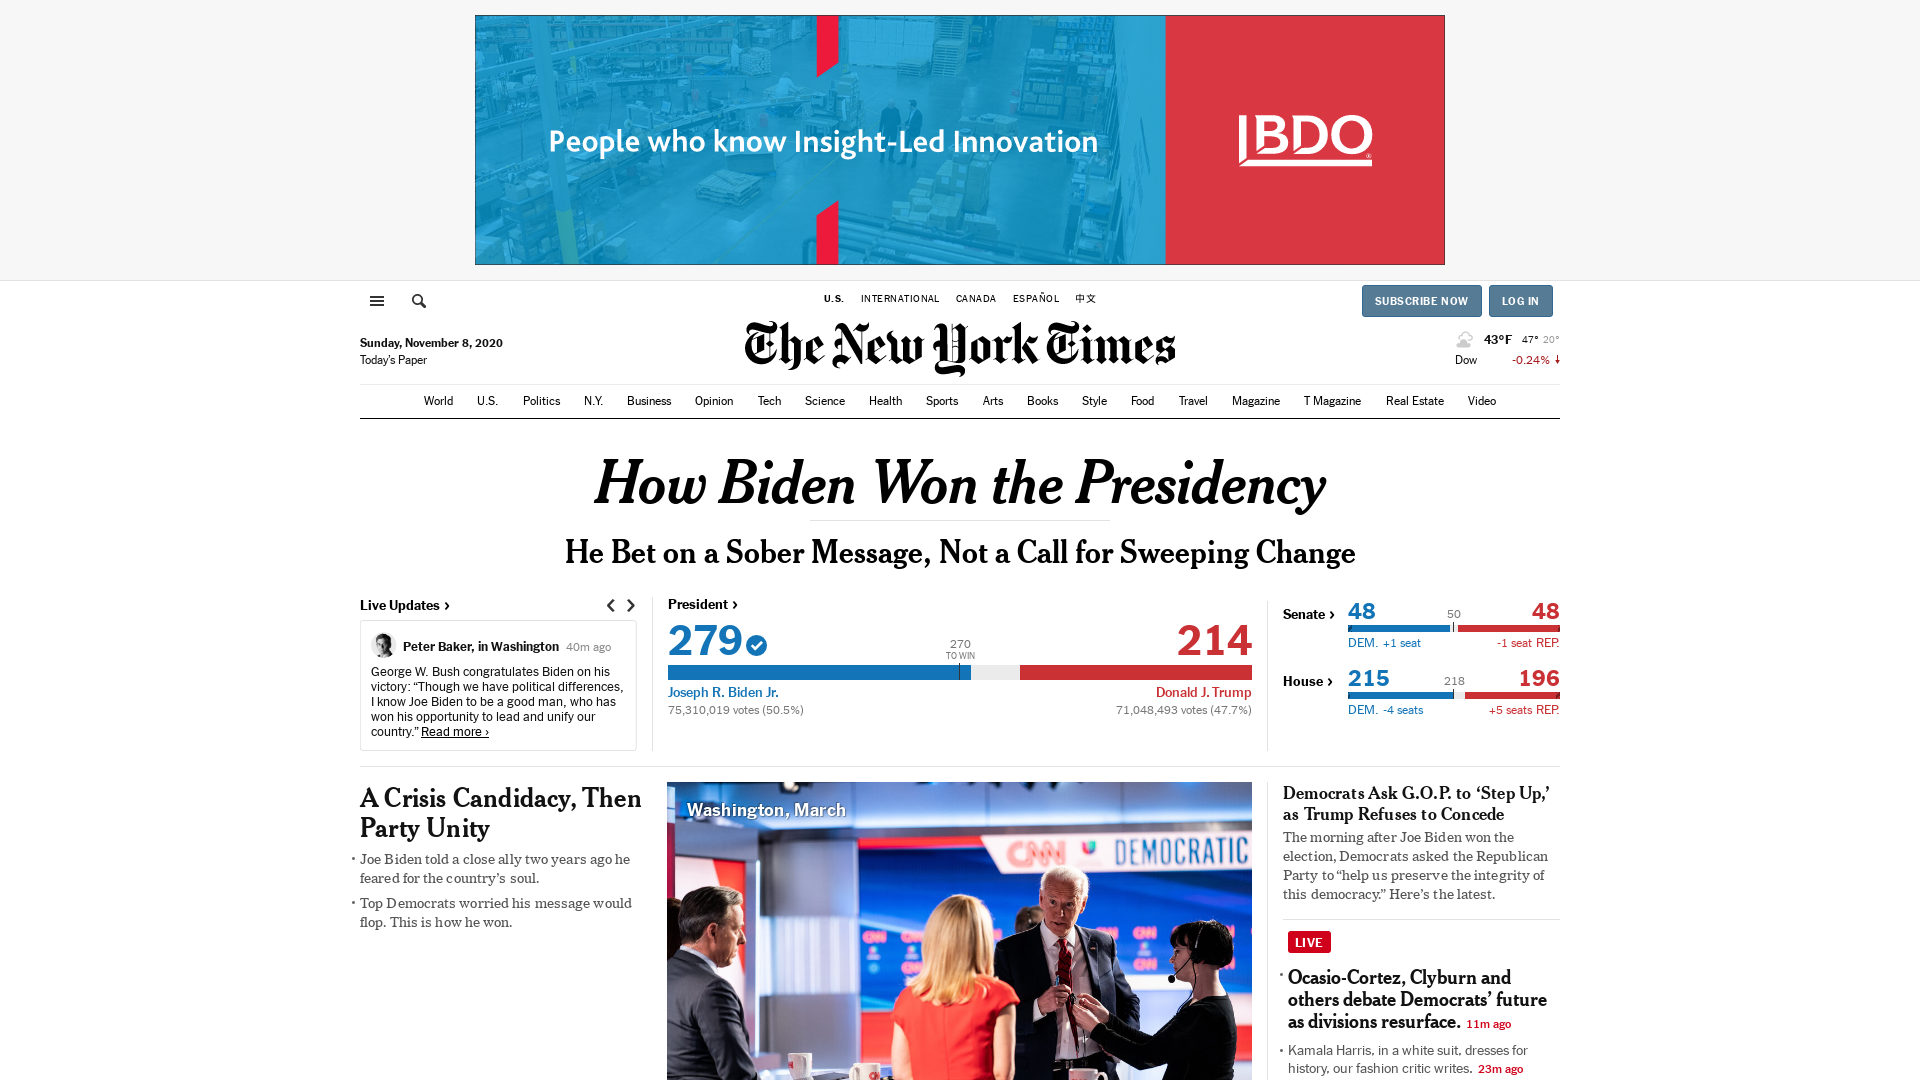 People who know Insight-Led Innovation
BDO
U.S. INTERNATIONAL CANADA ESPAÑOL 中文
SUBSCRIBE NOW LOG IN
Sunday, November 8, 2020
Today's Paper
The New York Times
43°F 47° 20°
Dow -0.24% ↓
World U.S. Politics N.Y. Business Opinion Tech Science Health Sports Arts Books Style Food Travel Magazine T Magazine Real Estate Video
How Biden Won the Presidency
He Bet on a Sober Message, Not a Call for Sweeping Change
Live Updates ›
Peter Baker, in Washington 40m ago
George W. Bush congratulates Biden on his
victory: “Though we have political differences,
I know Joe Biden to be a good man, who has
won his opportunity to lead and unify our
country.” Read more ›
President ›
279 214
270
TO WIN
Joseph R. Biden Jr. Donald J. Trump
75,310,019 votes (50.5%) 71,048,493 votes (47.7%)
Senate › 48 50 48
DEM. +1 seat -1 seat REP.
House › 215 218 196
DEM. -4 seats +5 seats REP.
A Crisis Candidacy, Then
Party Unity
• Joe Biden told a close ally two years ago he
feared for the country’s soul.
• Top Democrats worried his message would
flop. This is how he won.
Washington, March
CNN DEMOCRATIC
Democrats Ask G.O.P. to ‘Step Up,’
as Trump Refuses to Concede
The morning after Joe Biden won the
election, Democrats asked the Republican
Party to “help us preserve the integrity of
this democracy.” Here’s the latest.
LIVE
• Ocasio-Cortez, Clyburn and
others debate Democrats’ future
as divisions resurface. 11m ago
• Kamala Harris, in a white suit, dresses for
history, our fashion critic writes. 23m ago